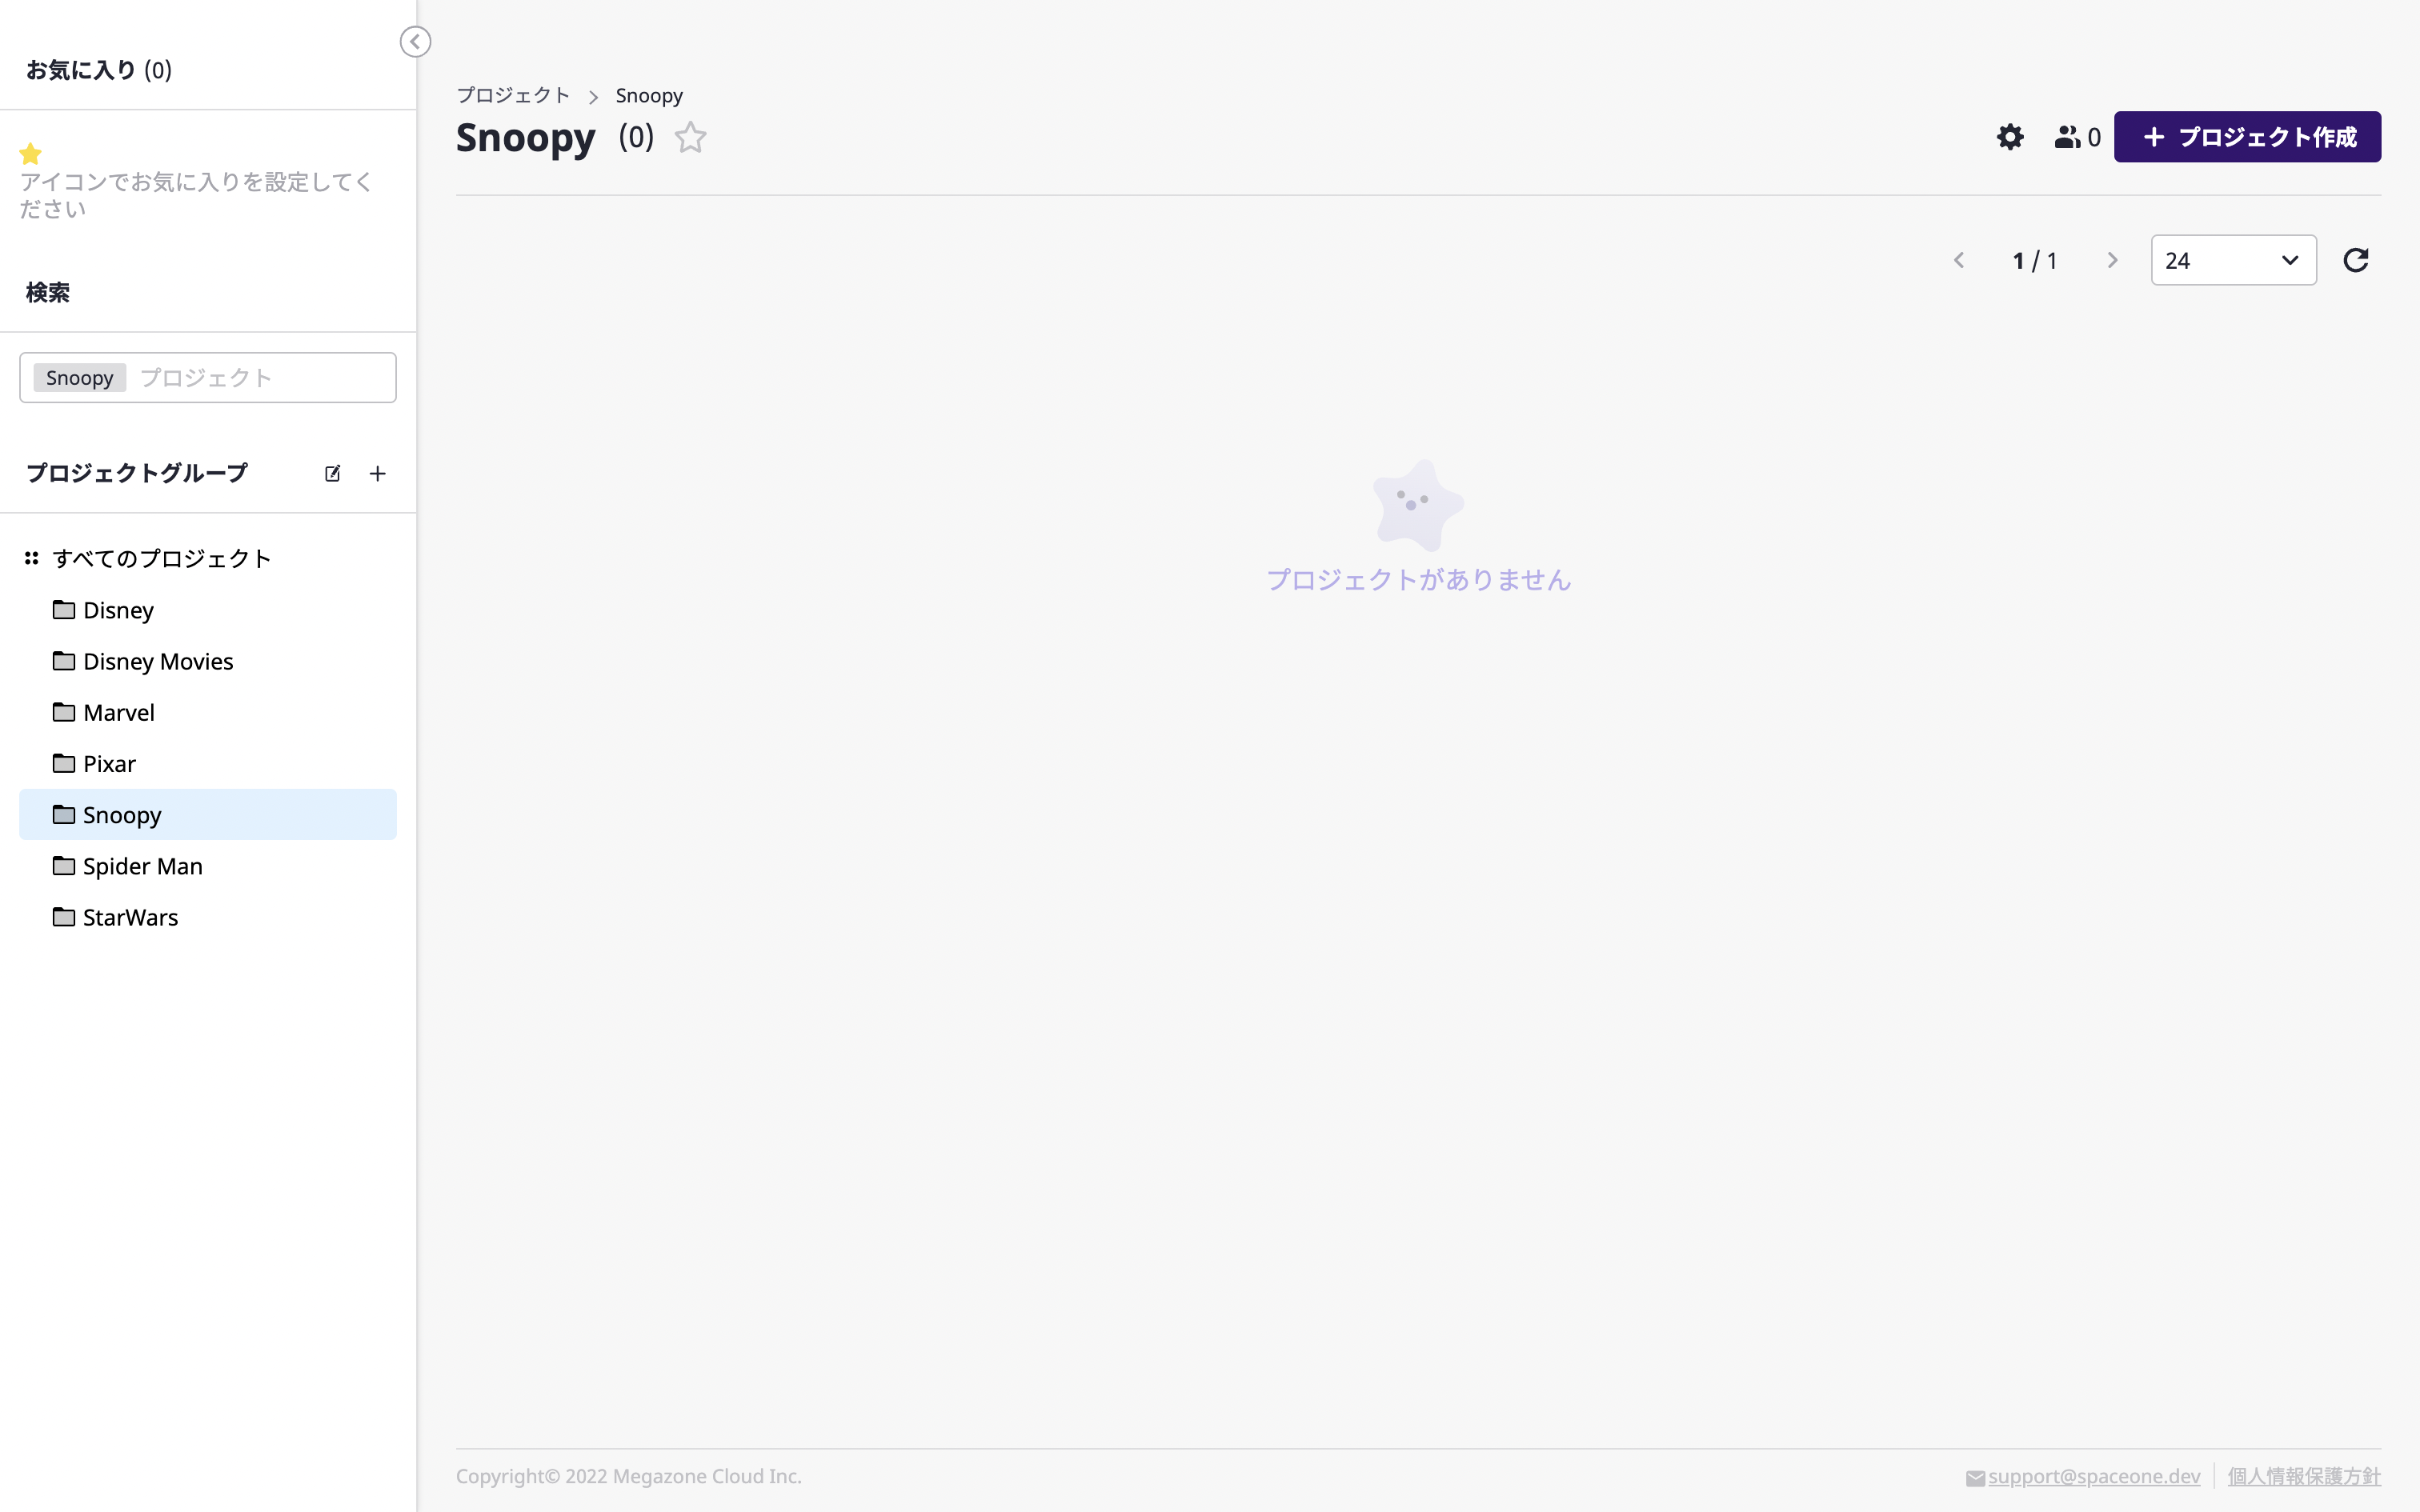 お気に入り (0)
アイコンでお気に入りを設定してく
ださい
検索
Snoopy プロジェクト
プロジェクトグループ
すべてのプロジェクト
Disney
Disney Movies
Marvel
Pixar
Snoopy
Spider Man
StarWars
プロジェクト Snoopy
Snoopy (0)
0
プロジェクト作成
1 / 1
24
プロジェクトがありません
Copyright© 2022 Megazone Cloud Inc.
support@spaceone.dev
個人情報保護方針